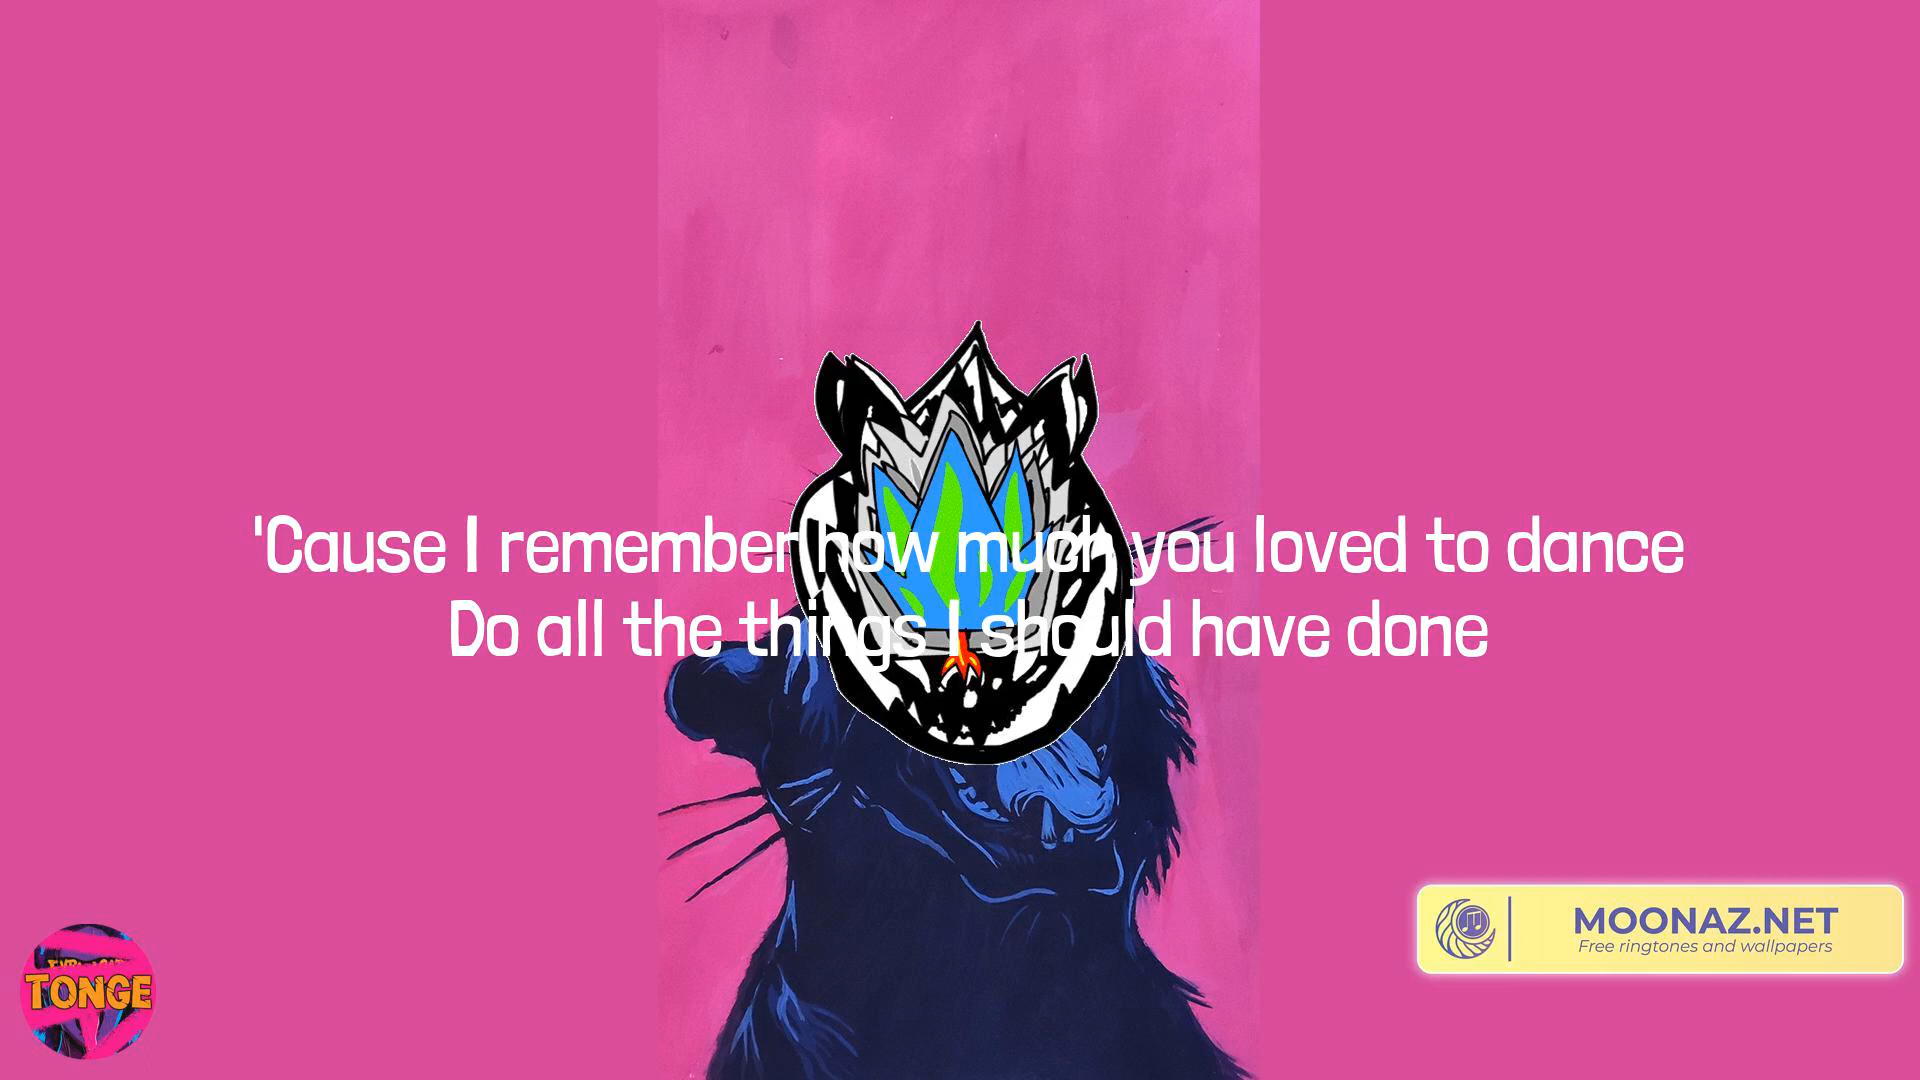 'Cause I remember how much you loved to dance
Do all the things I should have done
MOONAZ.NET
Free ringtones and wallpapers
TONGE